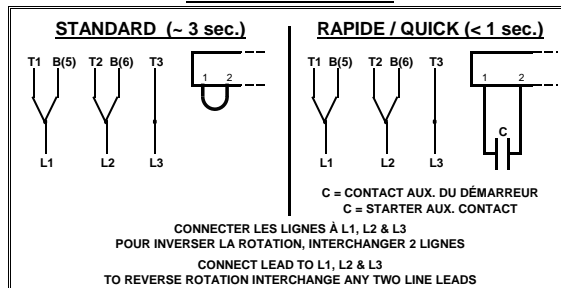 STANDARD (~ 3 sec.)
T1 B(5) T2 B(6) T3
1 2
L1 L2 L3
RAPIDE / QUICK (< 1 sec.)
T1 B(5) T2 B(6) T3
1 2
C
L1 L2 L3
C = CONTACT AUX. DU DÉMARREUR
C = STARTER AUX. CONTACT
CONNECTER LES LIGNES À L1, L2 & L3
POUR INVERSER LA ROTATION, INTERCHANGER 2 LIGNES
CONNECT LEAD TO L1, L2 & L3
TO REVERSE ROTATION INTERCHANGE ANY TWO LINE LEADS